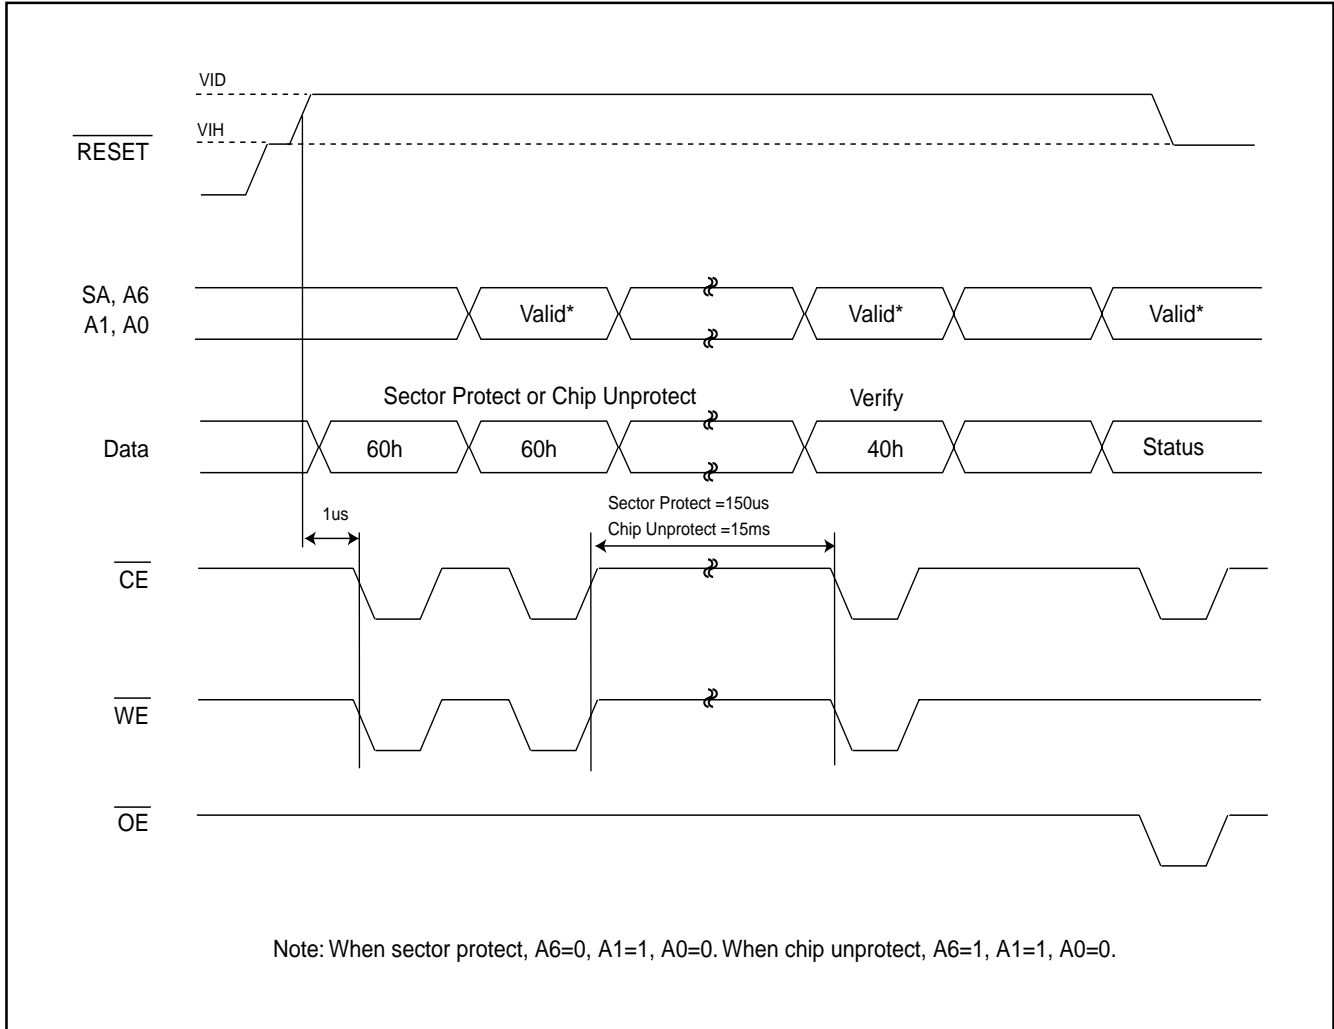 VID
VIH
RESET
SA, A6
A1, A0
Valid*
Valid*
Valid*
Sector Protect or Chip Unprotect
Verify
Data
60h
60h
40h
Status
1us
Sector Protect =150us
Chip Unprotect =15ms
CE
WE
OE
Note: When sector protect, A6=0, A1=1, A0=0. When chip unprotect, A6=1, A1=1, A0=0.